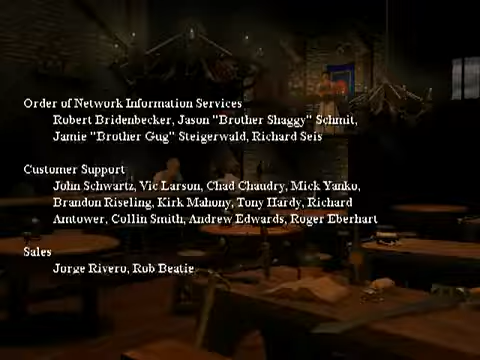 Order of Network Information Services
Robert Bridenbecker, Jason "Brother Shaggy" Schmit,
Jamie "Brother Gug" Steigerwald, Richard Seis
Customer Support
John Schwartz, Vic Larson, Chad Chaudry, Mick Yanko,
Brandon Riseling, Kirk Mahony, Tony Hardy, Richard
Amtower, Collin Smith, Andrew Edwards, Roger Eberhart
Sales
Jorge Rivero, Rob Beatie